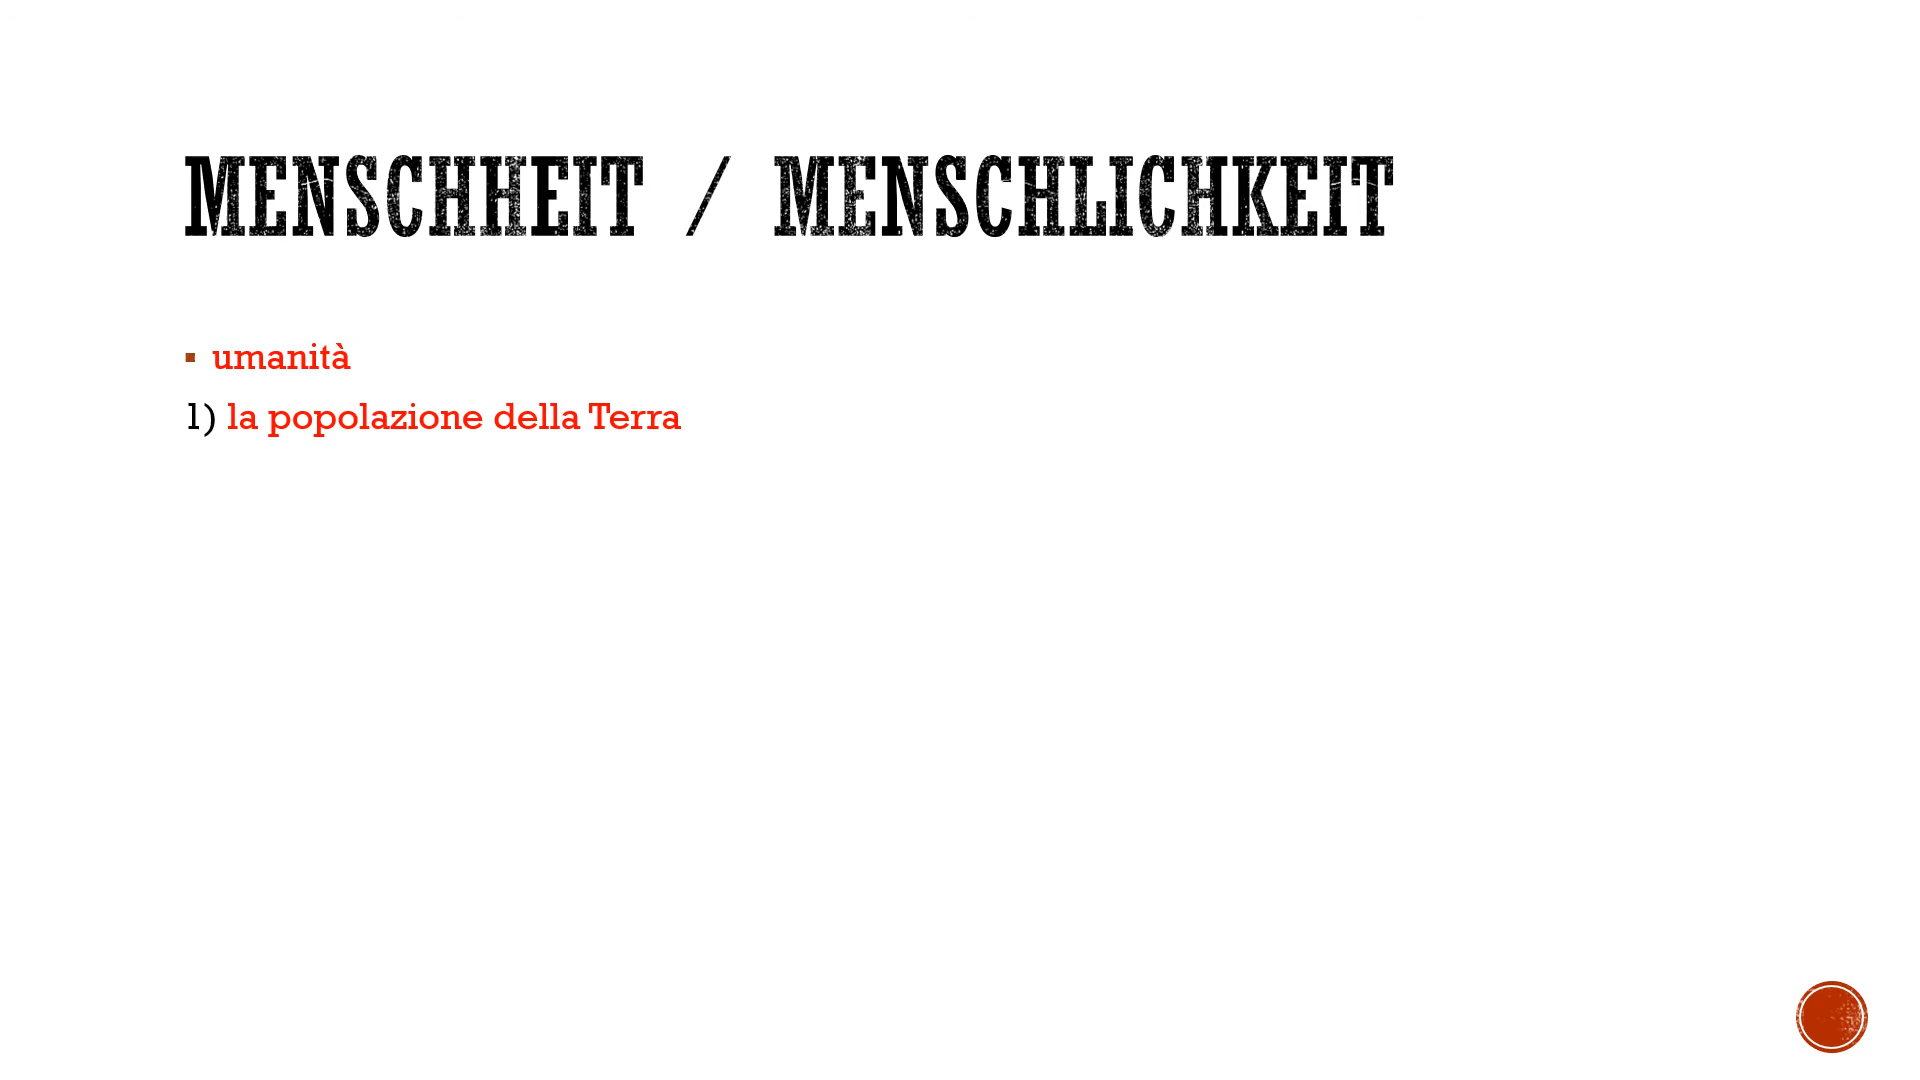 MENSCHHEIT / MENSCHLICHKEIT
▪ umanità
1) la popolazione della Terra